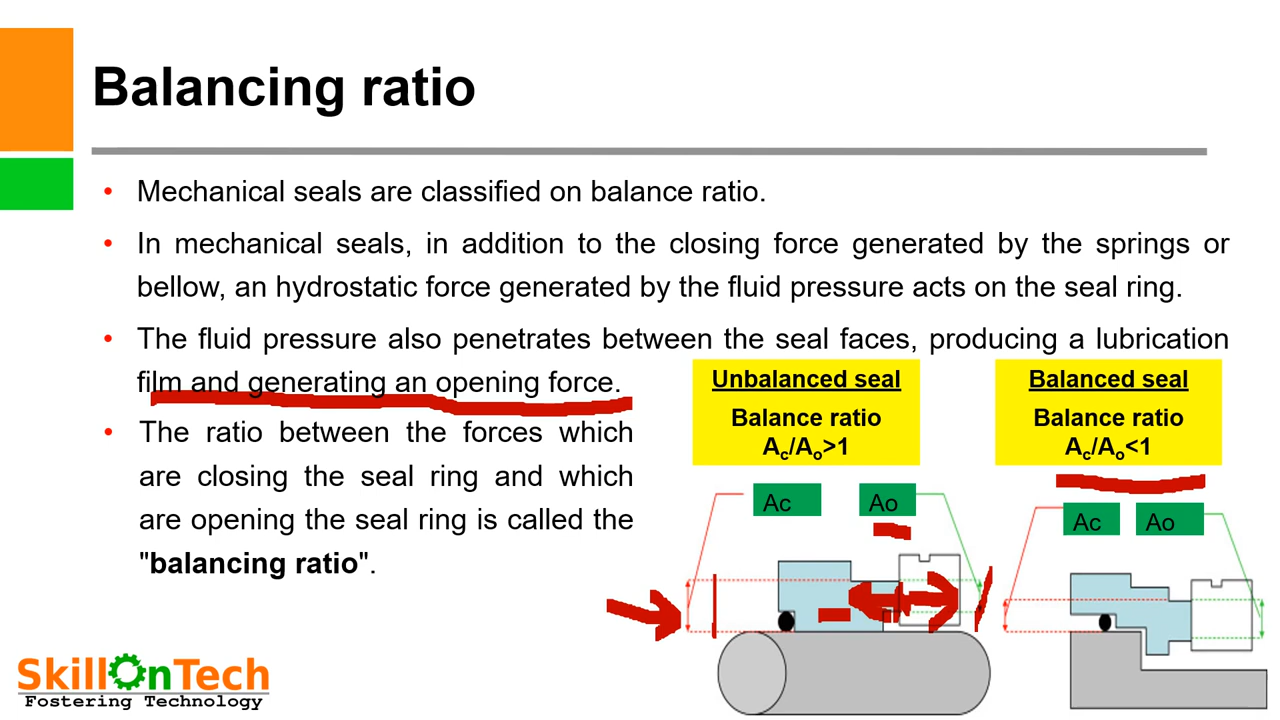 Balancing ratio
• Mechanical seals are classified on balance ratio.
• In mechanical seals, in addition to the closing force generated by the springs or
bellow, an hydrostatic force generated by the fluid pressure acts on the seal ring.
• The fluid pressure also penetrates between the seal faces, producing a lubrication
film and generating an opening force.
• The ratio between the forces which
are closing the seal ring and which
are opening the seal ring is called the
"balancing ratio".
Unbalanced seal
Balance ratio
Ac/Ao>1
Balanced seal
Balance ratio
Ac/Ao<1
Ac
Ao
Ac
Ao
SkillOnTech
Fostering Technology